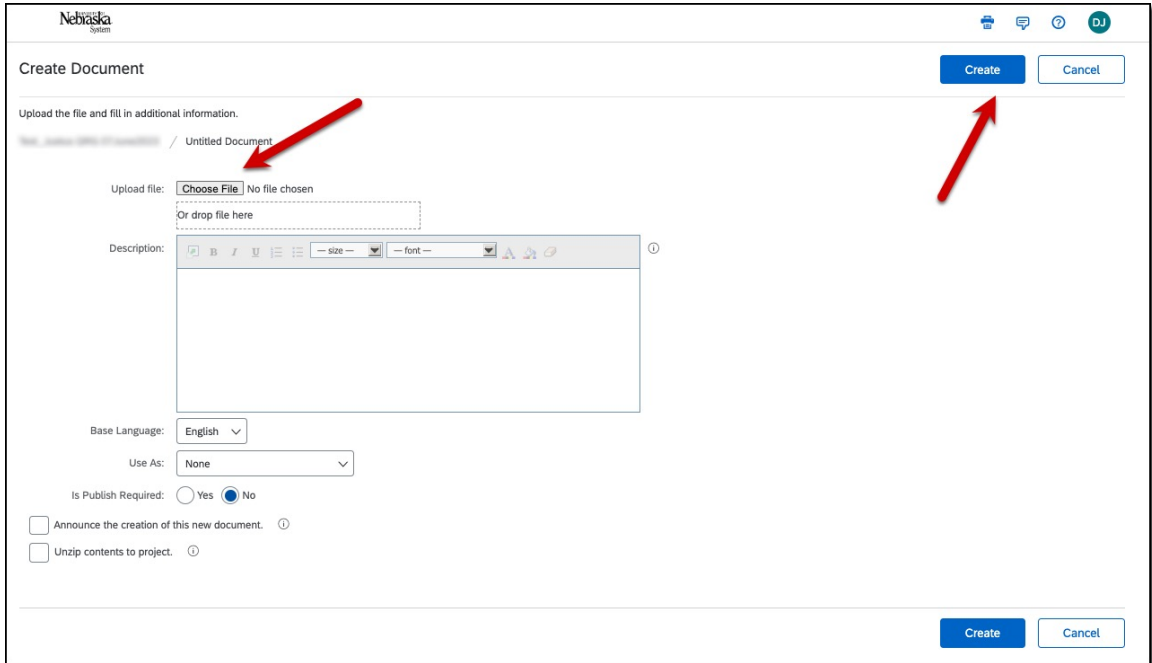 Nebraska
System
DJ
Create Document
Create Cancel
Upload the file and fill in additional information.
/ Untitled Document
Upload file: Choose File No file chosen
Or drop file here
Description: B I U — size — — font — A
Base Language: English
Use As: None
Is Publish Required: Yes No
Announce the creation of this new document.
Unzip contents to project.
Create Cancel